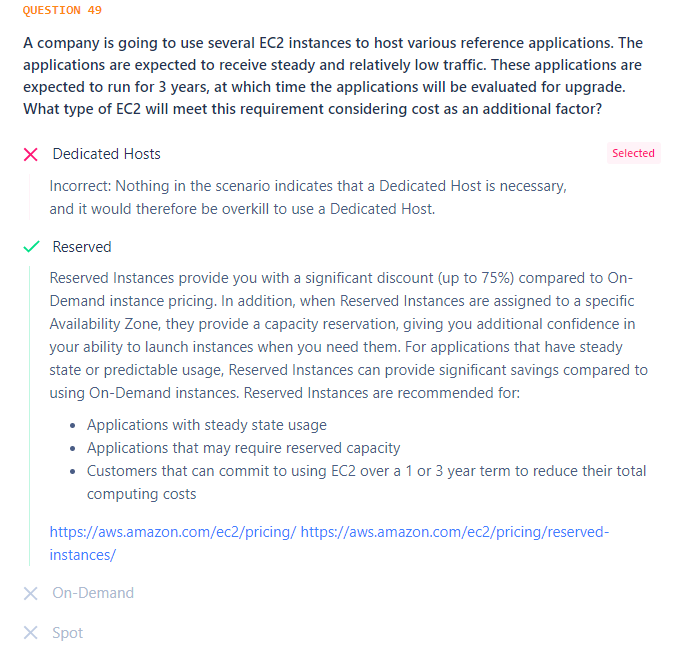 QUESTION 49
A company is going to use several EC2 instances to host various reference applications. The
applications are expected to receive steady and relatively low traffic. These applications are
expected to run for 3 years, at which time the applications will be evaluated for upgrade.
What type of EC2 will meet this requirement considering cost as an additional factor?
Dedicated Hosts
Selected
Incorrect: Nothing in the scenario indicates that a Dedicated Host is necessary,
and it would therefore be overkill to use a Dedicated Host.
Reserved
Reserved Instances provide you with a significant discount (up to 75%) compared to On-
Demand instance pricing. In addition, when Reserved Instances are assigned to a specific
Availability Zone, they provide a capacity reservation, giving you additional confidence in
your ability to launch instances when you need them. For applications that have steady
state or predictable usage, Reserved Instances can provide significant savings compared to
using On-Demand instances. Reserved Instances are recommended for:
• Applications with steady state usage
• Applications that may require reserved capacity
• Customers that can commit to using EC2 over a 1 or 3 year term to reduce their total
computing costs
https://aws.amazon.com/ec2/pricing/ https://aws.amazon.com/ec2/pricing/reserved-
instances/
On-Demand
Spot